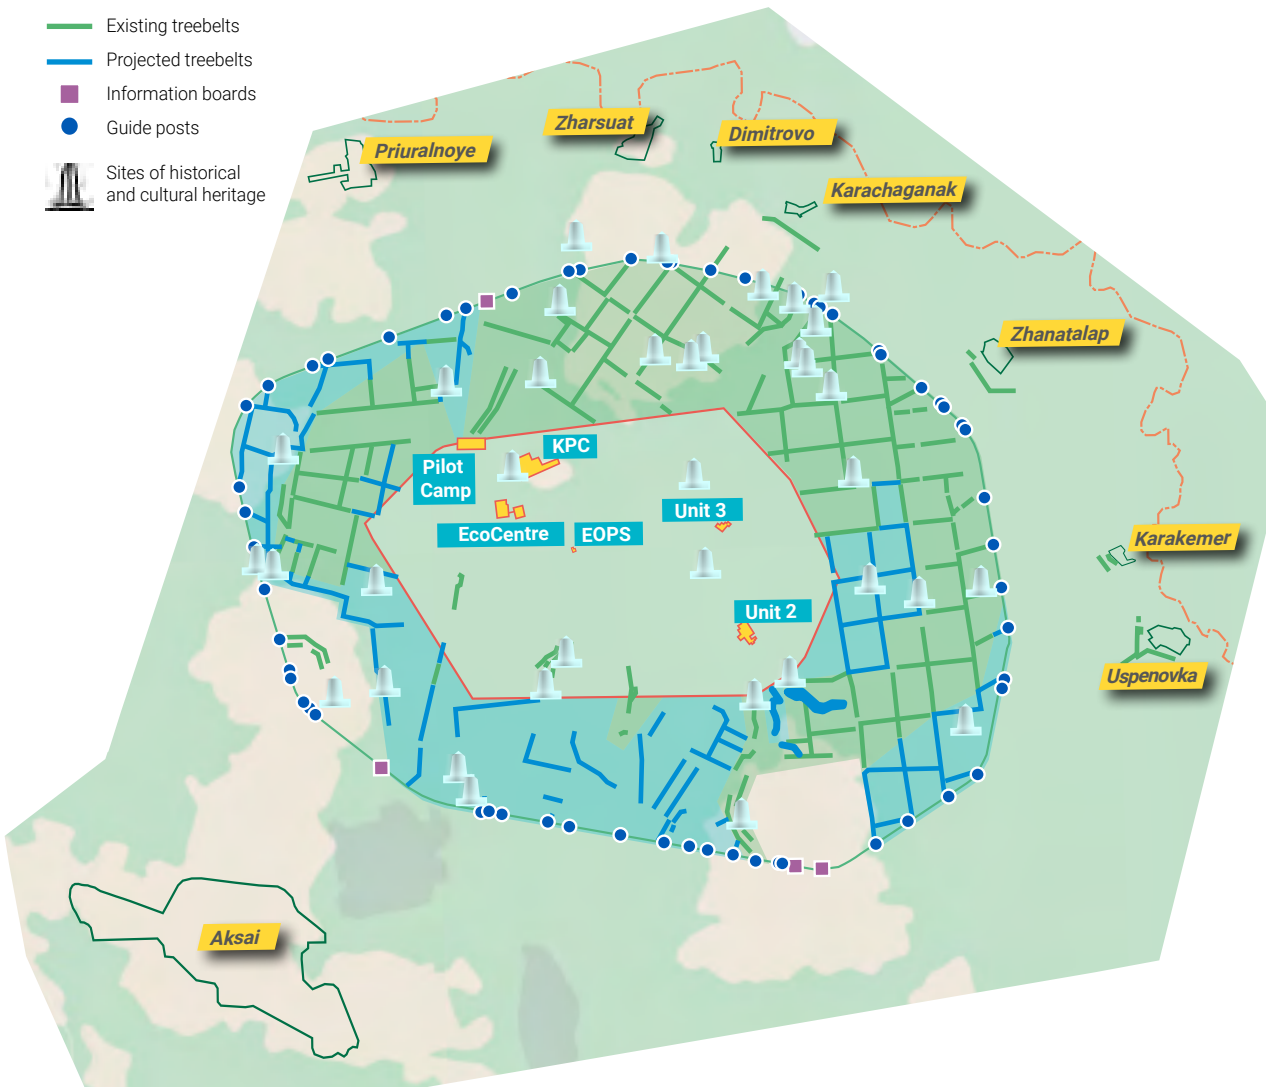 Existing treebelts
Projected treebelts
Information boards
Guide posts
Sites of historical
and cultural heritage
Zharsuat
Dimitrovo
Priuralnoye
Karachaganak
Zhanatalap
KPC
Pilot
Camp
Unit 3
EcoCentre
EOPS
Karakemer
Unit 2
Uspenovka
Aksai